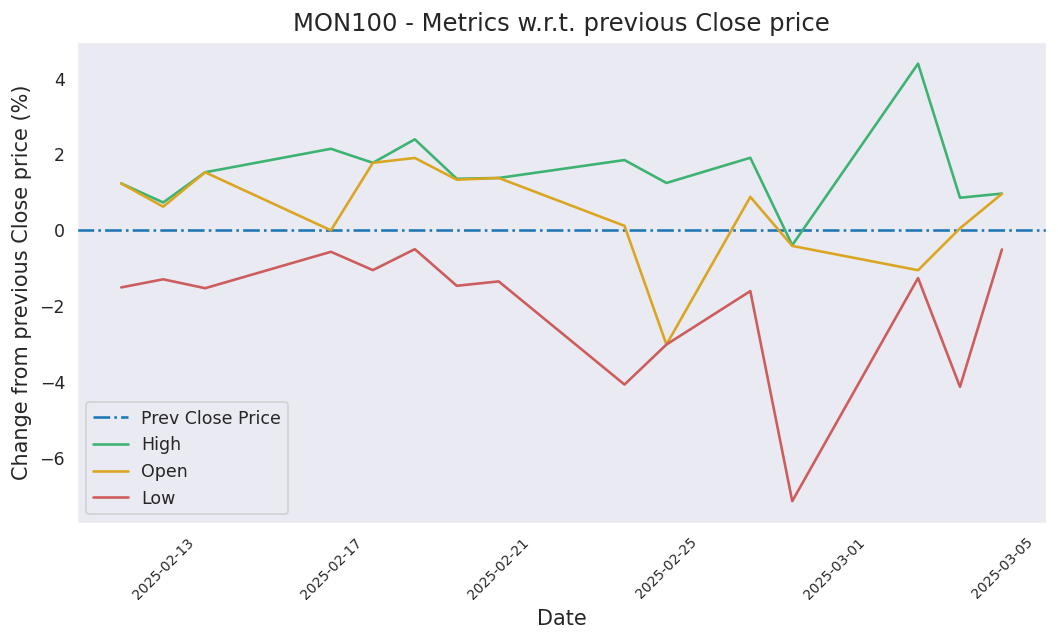 MON100 - Metrics w.r.t. previous Close price
Change from previous Close price (%)
4
2
0
−2
−4
−6
Prev Close Price
High
Open
Low
2025-02-13
2025-02-17
2025-02-21
2025-02-25
2025-03-01
2025-03-05
Date